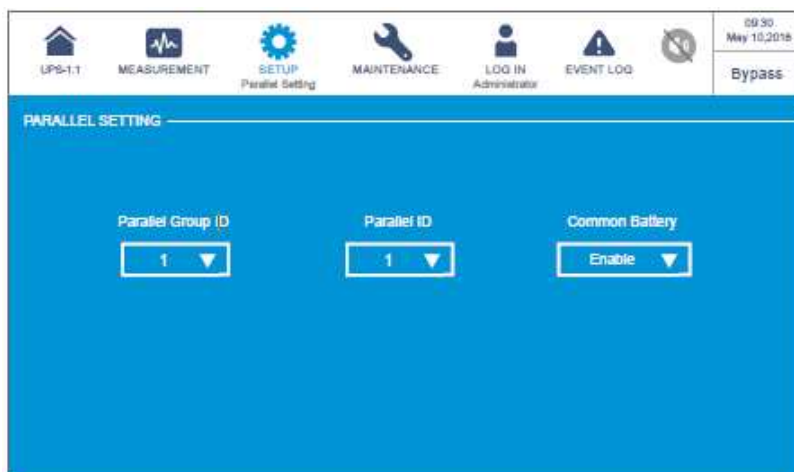 09:30
May 10,2016
UPS-1.1
MEASUREMENT
SETUP
Parallel Setting
MAINTENANCE
LOG IN
Administrator
EVENT LOG
Bypass
PARALLEL SETTING
Parallel Group ID
Parallel ID
Common Battery
1
1
Enable